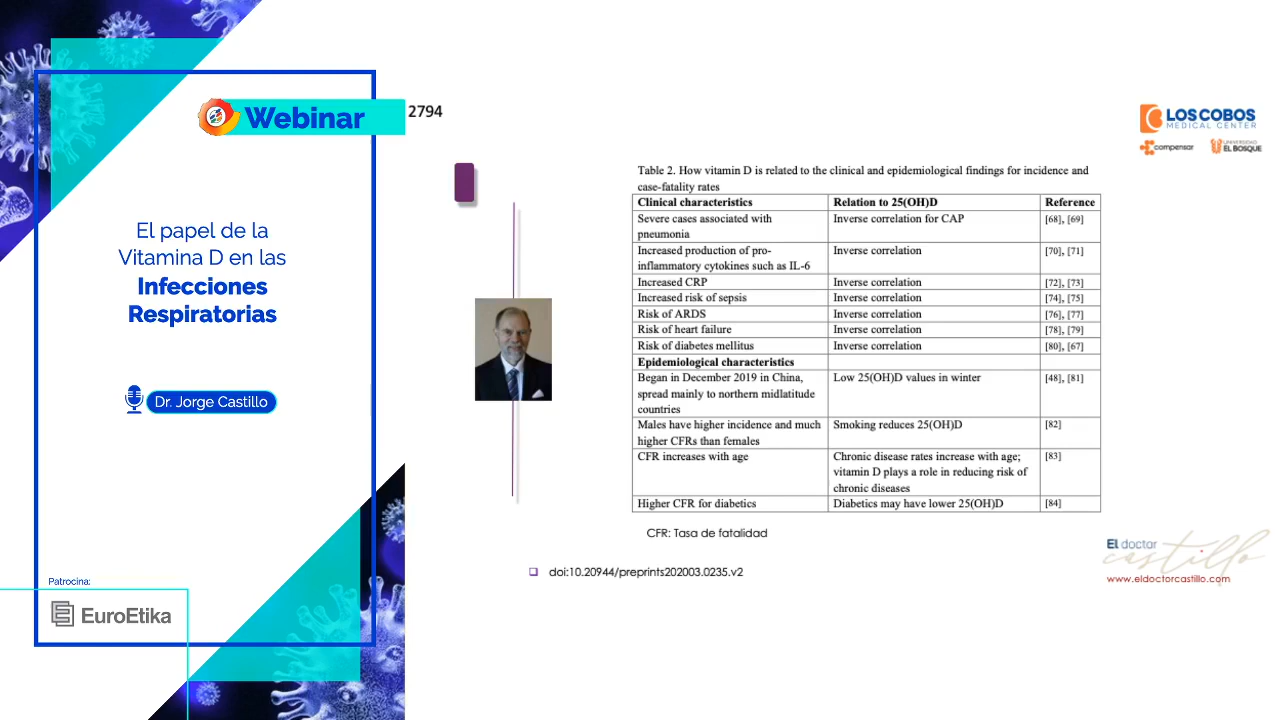 Webinar
2794
El papel de la
Vitamina D en las
Infecciones
Respiratorias
Dr. Jorge Castillo
Patrocina:
EuroEtika
LOS COBOS
MEDICAL CENTER
compensar
UNIVERSIDAD
EL BOSQUE
Table 2. How vitamin D is related to the clinical and epidemiological findings for incidence and
case-fatality rates
Clinical characteristics Relation to 25(OH)D Reference
Severe cases associated with Inverse correlation for CAP [68], [69]
pneumonia
Increased production of pro- Inverse correlation [70], [71]
inflammatory cytokines such as IL-6
Increased CRP Inverse correlation [72], [73]
Increased risk of sepsis Inverse correlation [74], [75]
Risk of ARDS Inverse correlation [76], [77]
Risk of heart failure Inverse correlation [78], [79]
Risk of diabetes mellitus Inverse correlation [80], [67]
Epidemiological characteristics
Began in December 2019 in China, Low 25(OH)D values in winter [48], [81]
spread mainly to northern midlatitude
countries
Males have higher incidence and much Smoking reduces 25(OH)D [82]
higher CFRs than females
CFR increases with age Chronic disease rates increase with age; [83]
vitamin D plays a role in reducing risk of
chronic diseases
Higher CFR for diabetics Diabetics may have lower 25(OH)D [84]
CFR: Tasa de fatalidad
doi:10.20944/preprints202003.0235.v2
El doctor
castillo
www.eldoctorcastillo.com